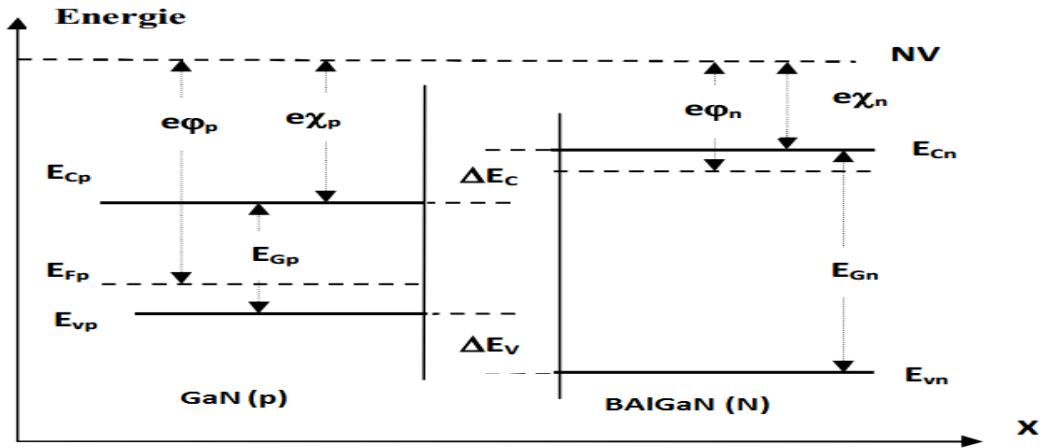 Energie
NV
eφp
eχp
eφn
eχn
ECp
ΔEC
ECn
EGp
EFp
EGn
Evp
ΔEV
Evn
GaN (p)
BAlGaN (N)
X